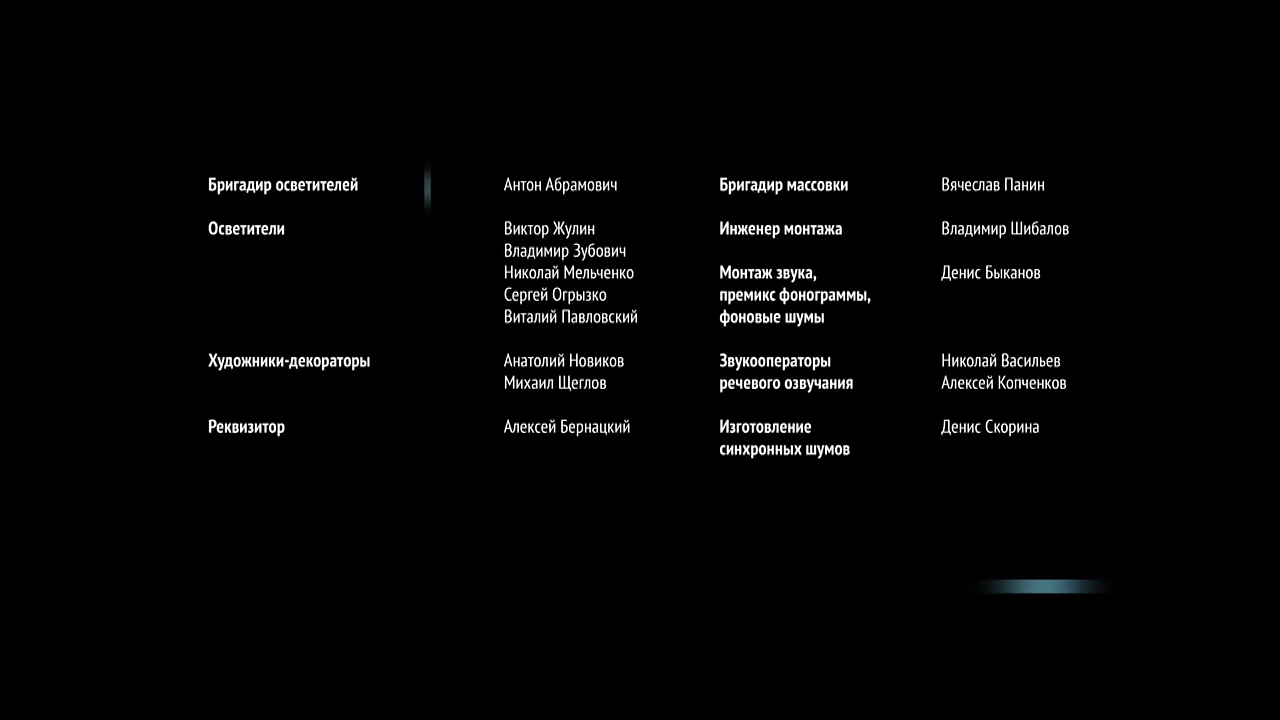 Бригадир осветителей Антон Абрамович
Осветители Виктор Жулин
Владимир Зубович
Николай Мельченко
Сергей Огрызко
Виталий Павловский
Художники-декораторы Анатолий Новиков
Михаил Щеглов
Реквизитор Алексей Бернацкий
Бригадир массовки Вячеслав Панин
Инженер монтажа Владимир Шибалов
Монтаж звука, Денис Быканов
премикс фонограммы,
фоновые шумы
Звукооператоры Николай Васильев
речевого озвучания Алексей Копченков
Изготовление Денис Скорина
синхронных шумов